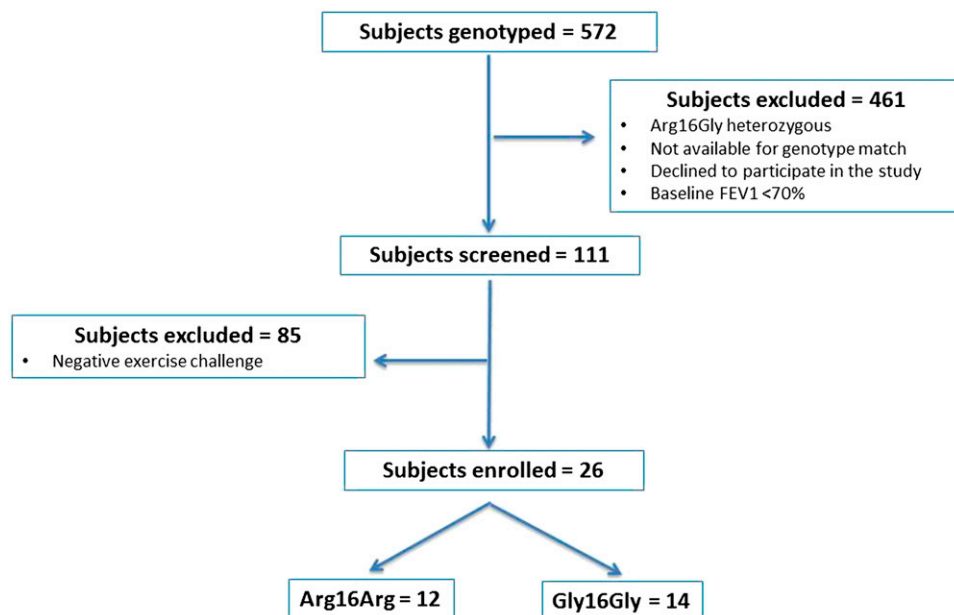 Subjects genotyped = 572
Subjects excluded = 461
• Arg16Gly heterozygous
• Not available for genotype match
• Declined to participate in the study
• Baseline FEV1 <70%
Subjects screened = 111
Subjects excluded = 85
• Negative exercise challenge
Subjects enrolled = 26
Arg16Arg = 12
Gly16Gly = 14